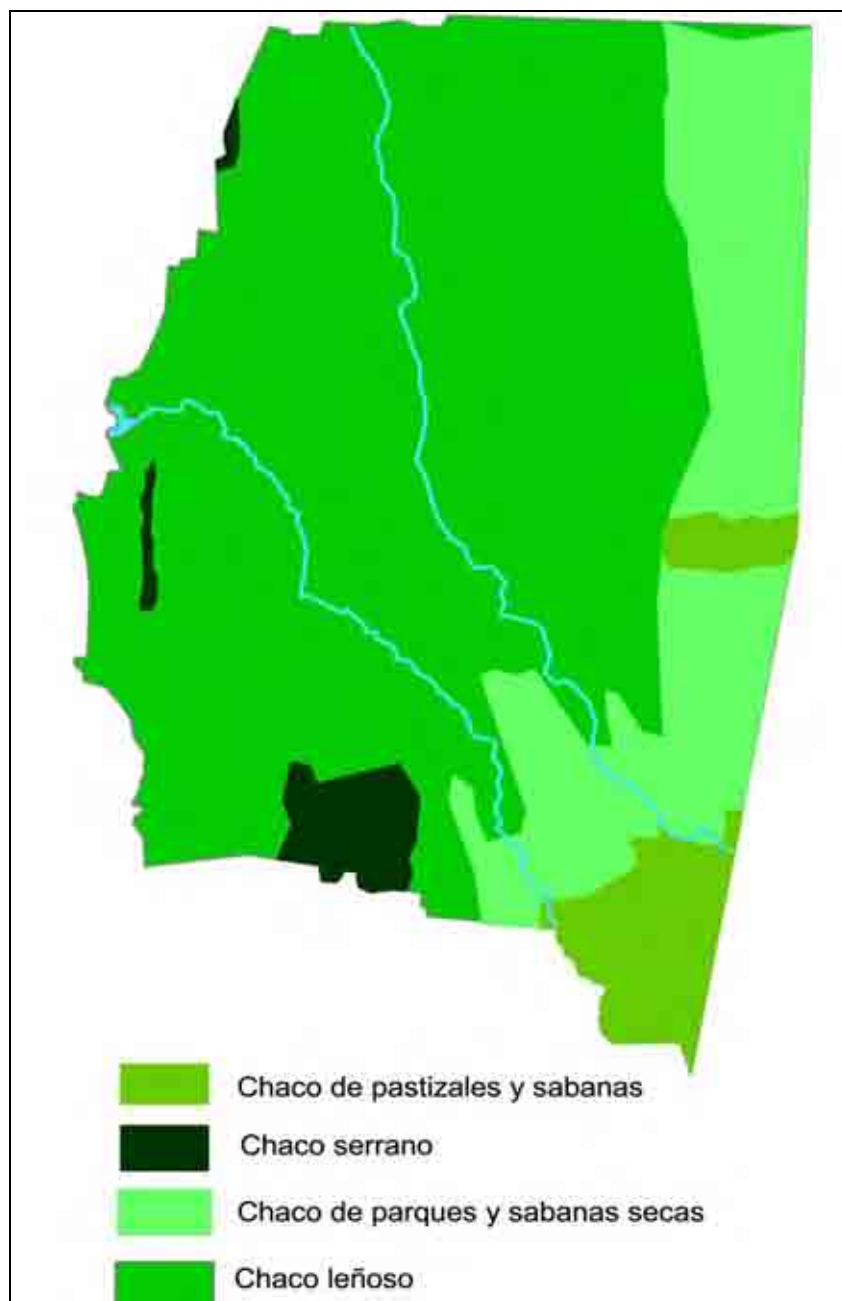 Chaco de pastizales y sabanas
Chaco serrano
Chaco de parques y sabanas secas
Chaco leñoso